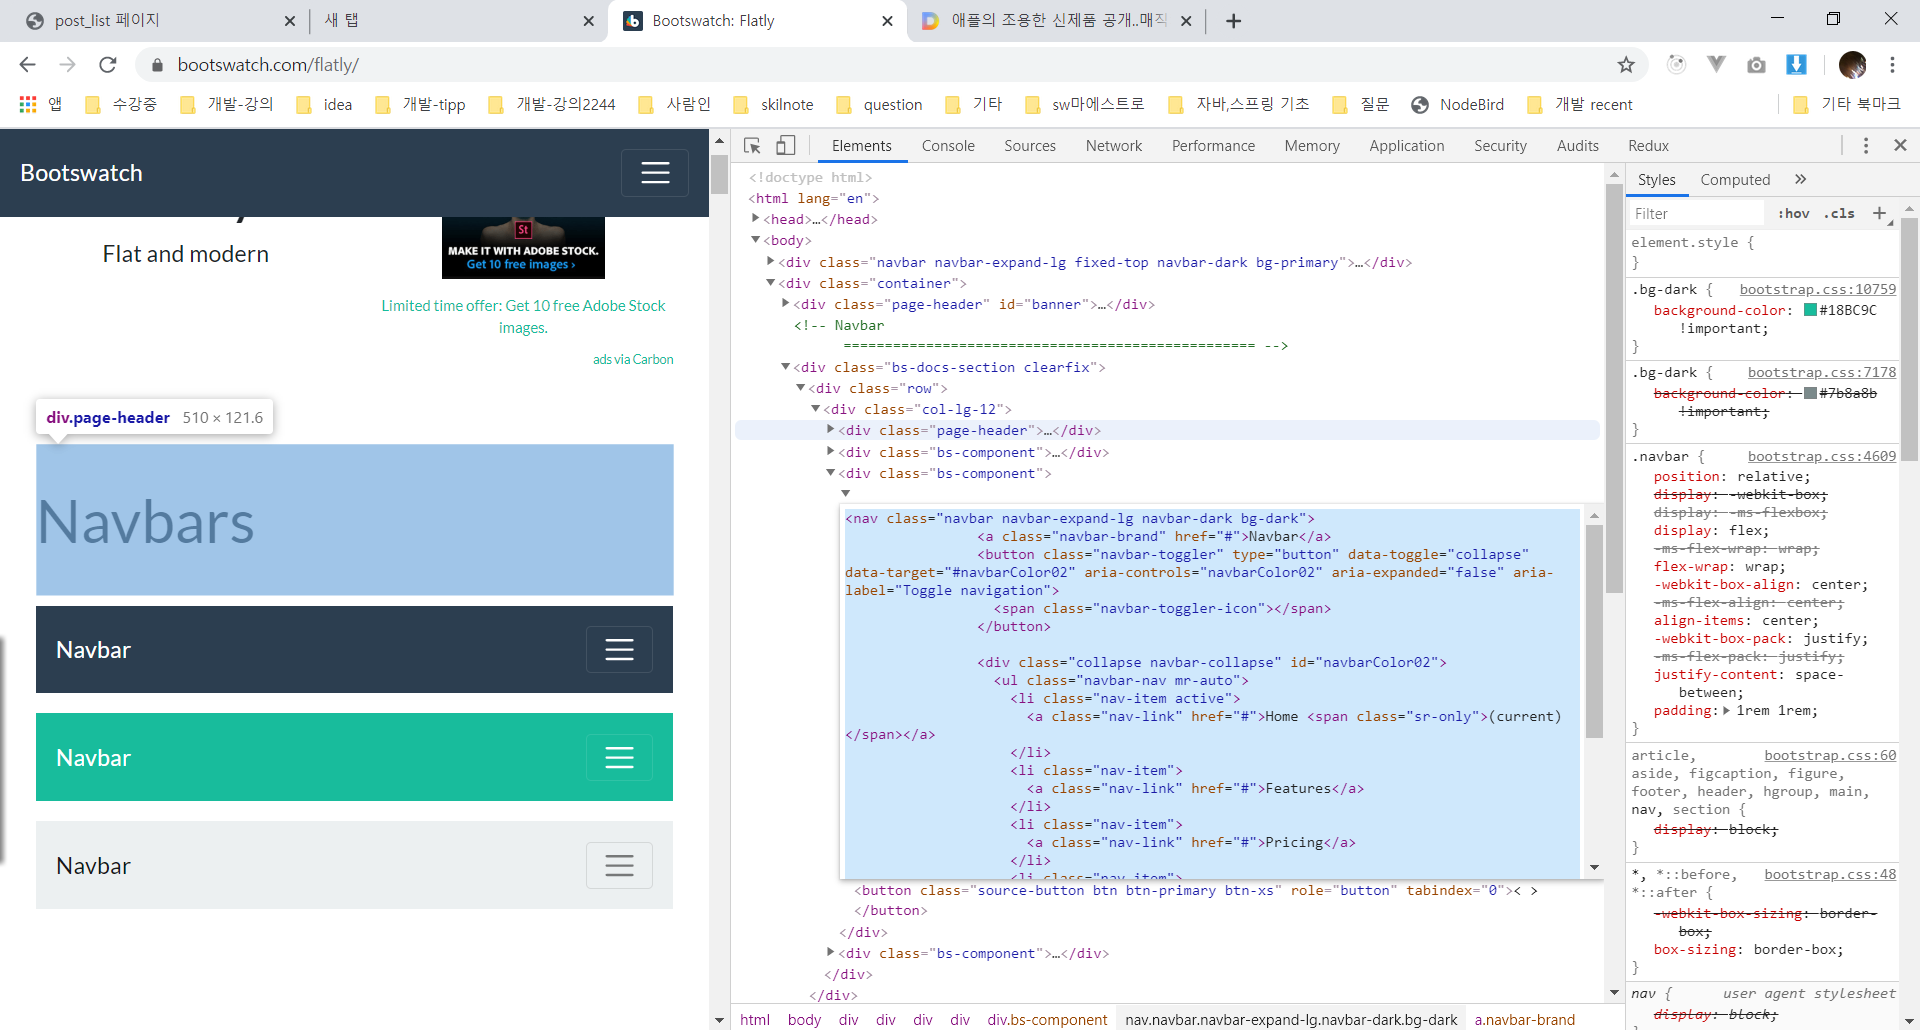 post_list 페이지
새 탭
Bootswatch: Flatly
애플의 조용한 신제품 공개..매직
bootswatch.com/flatly/
앱
수강중
개발-강의
idea
개발-tipp
개발-강의2244
사람인
skilnote
question
기타
sw마에스트로
자바,스프링 기초
질문
NodeBird
개발 recent
기타 북마크
Bootswatch
Flat and modern
St
MAKE IT WITH ADOBE STOCK.
Get 10 free images ›
Limited time offer: Get 10 free Adobe Stock
images.
ads via Carbon
div.page-header 510 × 121.6
Navbars
Navbar
Navbar
Navbar
Elements Console Sources Network Performance Memory Application Security Audits Redux
<!doctype html>
<html lang="en">
<head>…</head>
<body>
<div class="navbar navbar-expand-lg fixed-top navbar-dark bg-primary">…</div>
<div class="container">
<div class="page-header" id="banner">…</div>
<!-- Navbar
================================================== -->
<div class="bs-docs-section clearfix">
<div class="row">
<div class="col-lg-12">
<div class="page-header">…</div>
<div class="bs-component">…</div>
<div class="bs-component">
<nav class="navbar navbar-expand-lg navbar-dark bg-dark">
<a class="navbar-brand" href="#">Navbar</a>
<button class="navbar-toggler" type="button" data-toggle="collapse"
data-target="#navbarColor02" aria-controls="navbarColor02" aria-expanded="false" aria-
label="Toggle navigation">
<span class="navbar-toggler-icon"></span>
</button>
<div class="collapse navbar-collapse" id="navbarColor02">
<ul class="navbar-nav mr-auto">
<li class="nav-item active">
<a class="nav-link" href="#">Home <span class="sr-only">(current)
</span></a>
</li>
<li class="nav-item">
<a class="nav-link" href="#">Features</a>
</li>
<li class="nav-item">
<a class="nav-link" href="#">Pricing</a>
</li>
<li class="nav-item">
<button class="source-button btn btn-primary btn-xs" role="button" tabindex="0">< >
</button>
</div>
<div class="bs-component">…</div>
</div>
</div>
html body div div div div div.bs-component nav.navbar.navbar-expand-lg.navbar-dark.bg-dark a.navbar-brand
Styles Computed »
Filter :hov .cls +
element.style {
}
.bg-dark { bootstrap.css:10759
background-color: #18BC9C
!important;
}
.bg-dark { bootstrap.css:7178
background-color: #7b8a8b
!important;
}
.navbar { bootstrap.css:4609
position: relative;
display: -webkit-box;
display: -ms-flexbox;
display: flex;
-ms-flex-wrap: wrap;
flex-wrap: wrap;
-webkit-box-align: center;
-ms-flex-align: center;
align-items: center;
-webkit-box-pack: justify;
-ms-flex-pack: justify;
justify-content: space-
between;
padding: 1rem 1rem;
}
article, bootstrap.css:60
aside, figcaption, figure,
footer, header, hgroup, main,
nav, section {
display: block;
}
*, *::before, bootstrap.css:48
*::after {
-webkit-box-sizing: border-
box;
box-sizing: border-box;
}
nav { user agent stylesheet
display: block;